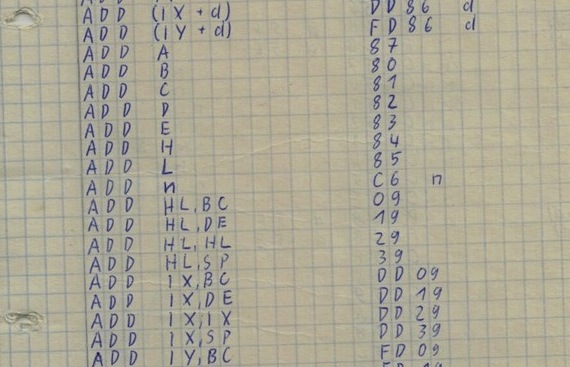 ADD (IX + d) DD 86 d
ADD (IY + d) FD 86 d
ADD A 87
ADD B 80
ADD C 81
ADD D 82
ADD E 83
ADD H 84
ADD L 85
ADD n C6 n
ADD HL,BC 09
ADD HL,DE 19
ADD HL,HL 29
ADD HL,SP 39
ADD IX,BC DD 09
ADD IX,DE DD 19
ADD IX,IX DD 29
ADD IX,SP DD 39
ADD IY,BC FD 09